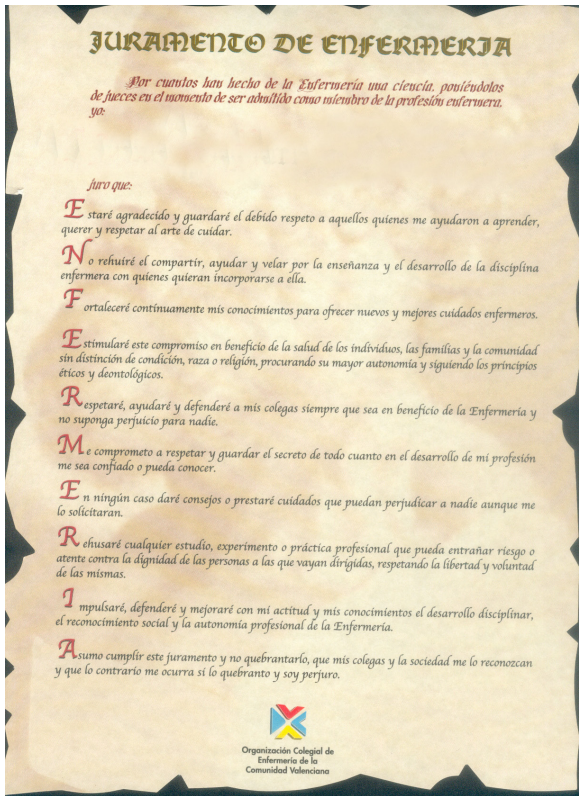 JURAMENTO DE ENFERMERIA
Por cuantos han hecho de la Enfermería una ciencia, poniéndolos
de jueces en el momento de ser admitido como miembro de la profesión enfermera,
yo:
Juro que:
Estaré agradecido y guardaré el debido respeto a aquellos quienes me ayudaron a aprender,
querer y respetar al arte de cuidar.
No rehuiré el compartir, ayudar y velar por la enseñanza y el desarrollo de la disciplina
enfermera con quienes quieran incorporarse a ella.
Fortaleceré continuamente mis conocimientos para ofrecer nuevos y mejores cuidados enfermeros.
Estimularé este compromiso en beneficio de la salud de los individuos, las familias y la comunidad
sin distinción de condición, raza o religión, procurando su mayor autonomía y siguiendo los principios
éticos y deontológicos.
Respetaré, ayudaré y defenderé a mis colegas siempre que sea en beneficio de la Enfermería y
no suponga perjuicio para nadie.
Me comprometo a respetar y guardar el secreto de todo cuanto en el desarrollo de mi profesión
me sea confiado o pueda conocer.
En ningún caso daré consejos o prestaré cuidados que puedan perjudicar a nadie aunque me
lo solicitaran.
Rehusaré cualquier estudio, experimento o práctica profesional que pueda entrañar riesgo o
atente contra la dignidad de las personas a las que vayan dirigidas, respetando la libertad y voluntad
de las mismas.
Impulsaré, defenderé y mejoraré con mi actitud y mis conocimientos el desarrollo disciplinar,
el reconocimiento social y la autonomía profesional de la Enfermería.
Asumo cumplir este juramento y no quebrantarlo, que mis colegas y la sociedad me lo reconozcan
y que lo contrario me ocurra si lo quebranto y soy perjuro.
Organización Colegial de
Enfermería de la
Comunidad Valenciana